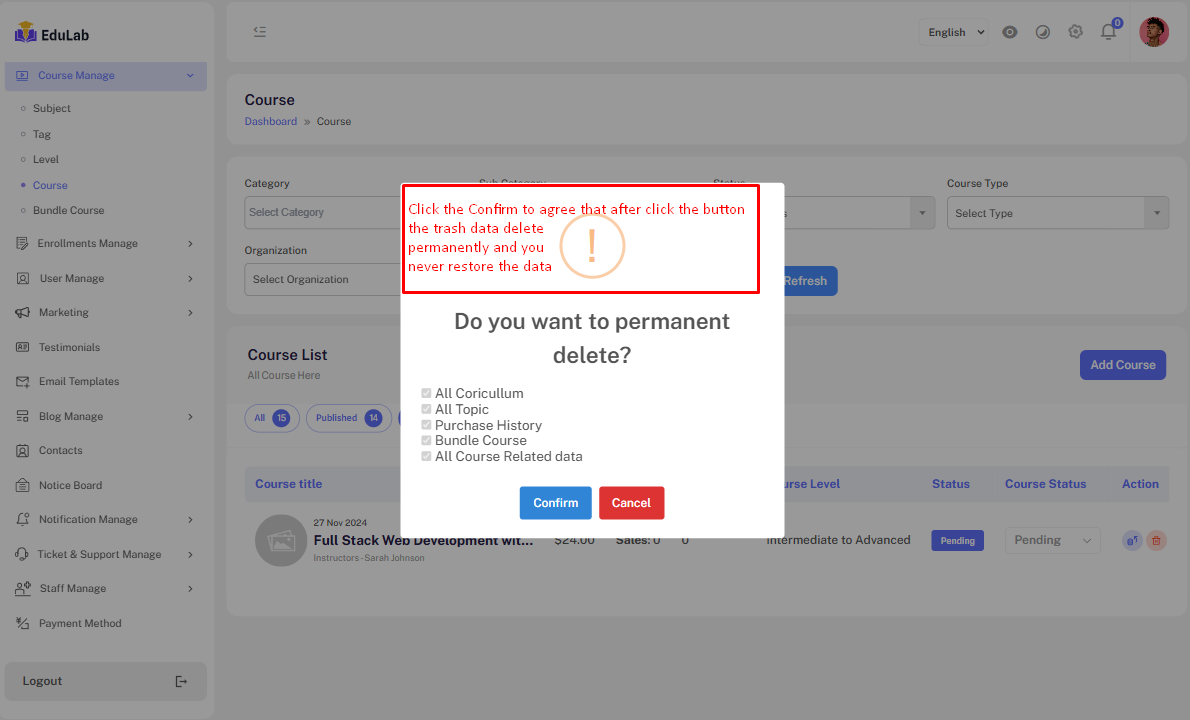 EduLab
English
0
Course Manage
Subject
Tag
Level
Course
Bundle Course
Enrollments Manage
User Manage
Marketing
Testimonials
Email Templates
Blog Manage
Contacts
Notice Board
Notification Manage
Ticket & Support Manage
Staff Manage
Payment Method
Logout
Course
Dashboard » Course
Category
Sub Category
Status
Course Type
Select Category
Select Type
Organization
Select Organization
Refresh
Click the Confirm to agree that after click the button
the trash data delete
permanently and you
never restore the data
!
Do you want to permanent
delete?
All Coricullum
All Topic
Purchase History
Bundle Course
All Course Related data
Confirm
Cancel
Course List
All Course Here
Add Course
All 15
Published 14
Course title
Level
Status
Course Status
Action
27 Nov 2024
Full Stack Web Development wit...
Instructors -Sarah Johnson
$24.00
Sales: 0
0
Intermediate to Advanced
Pending
Pending